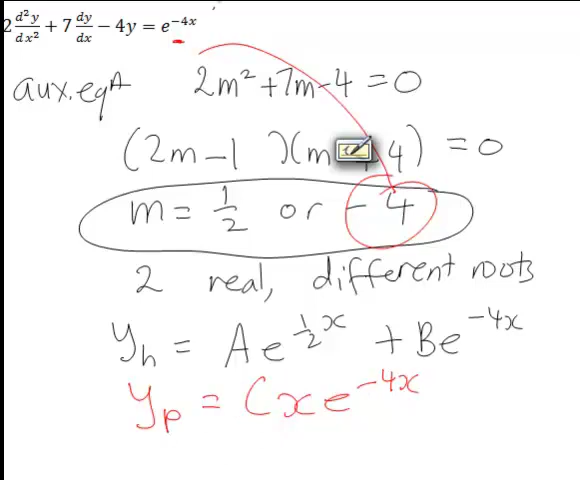 2 d²y/dx² + 7 dy/dx − 4y = e^−4x
aux. eqn 2m² + 7m − 4 = 0
(2m − 1)(m + 4) = 0
m = 1/2 or − 4
2 real, different roots
y_h = Ae^½x + Be^−4x
y_p = Cxe^−4x